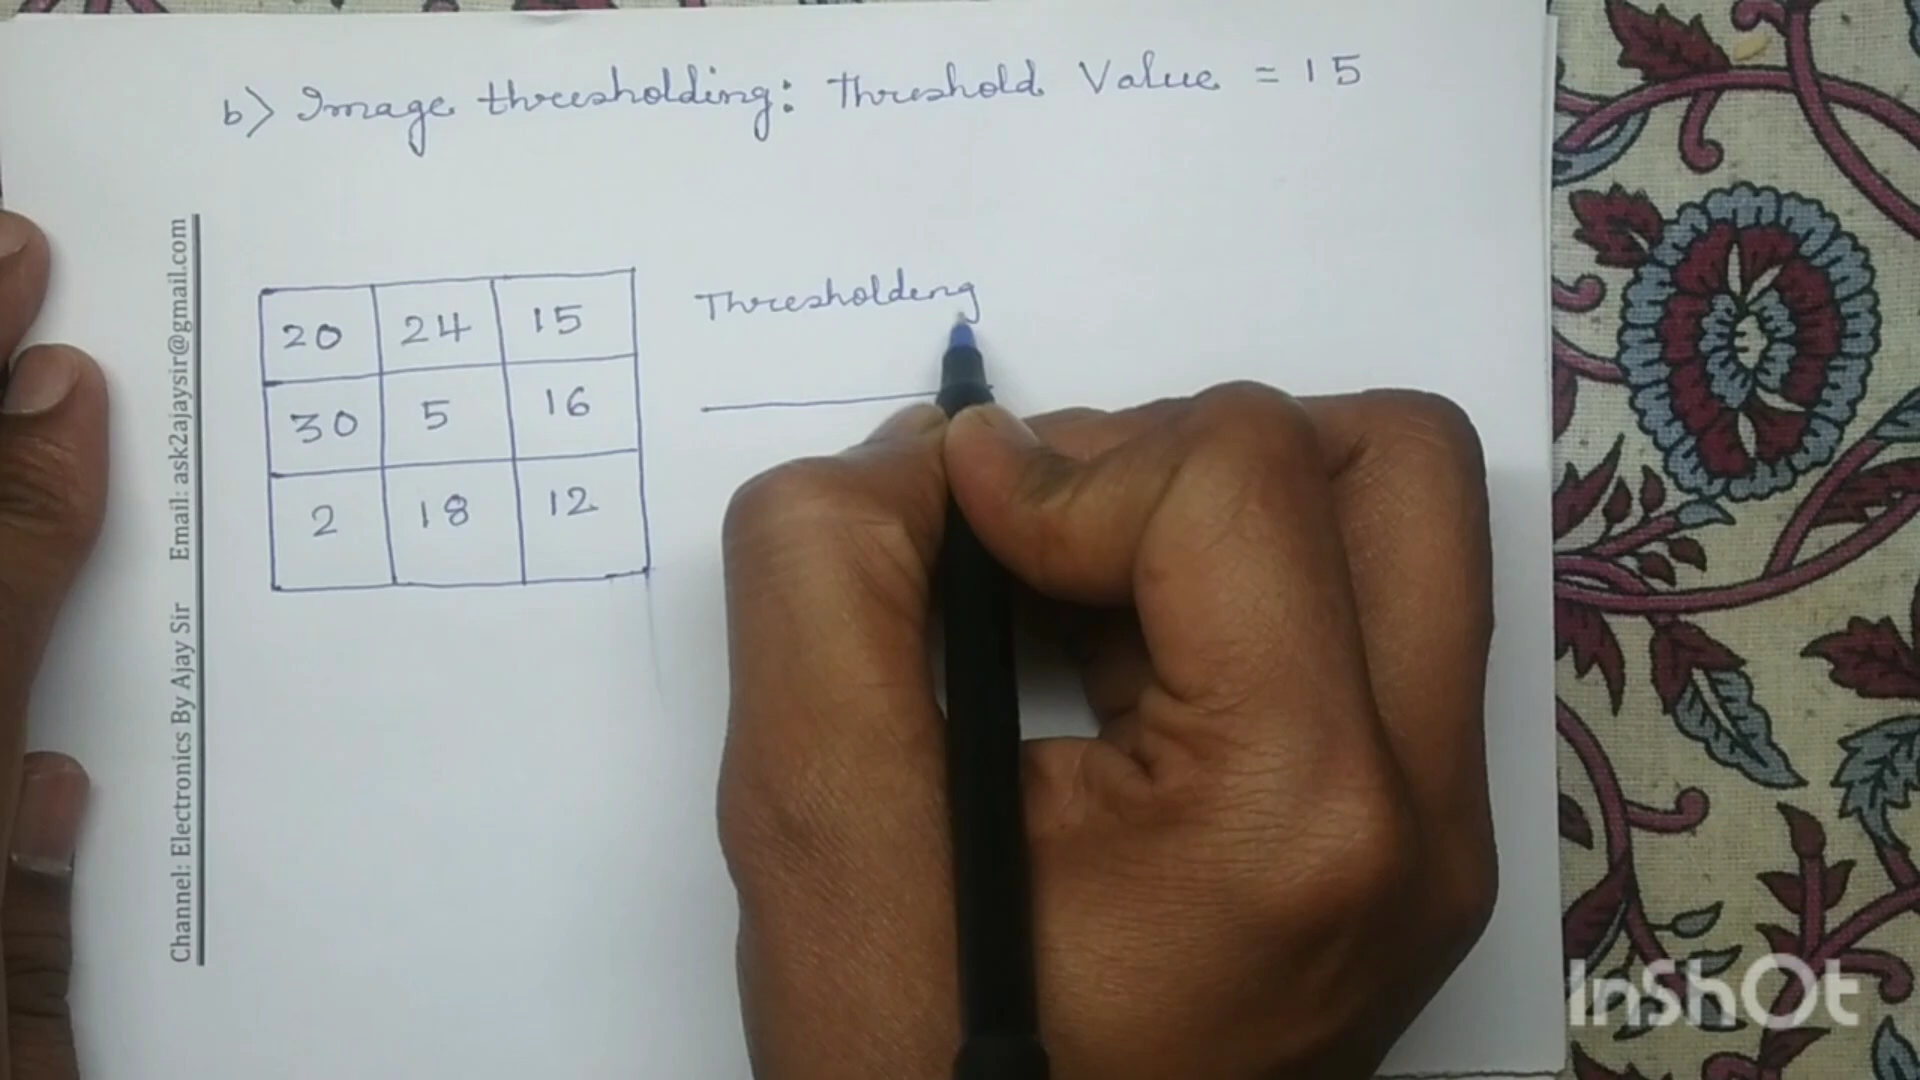 b) Image thresholding: Threshold Value = 15
20 24 15
30 5 16
2 18 12
Thresholdeng
Channel: Electronics By Ajay Sir Email: ask2ajaysir@gmail.com
InShOt